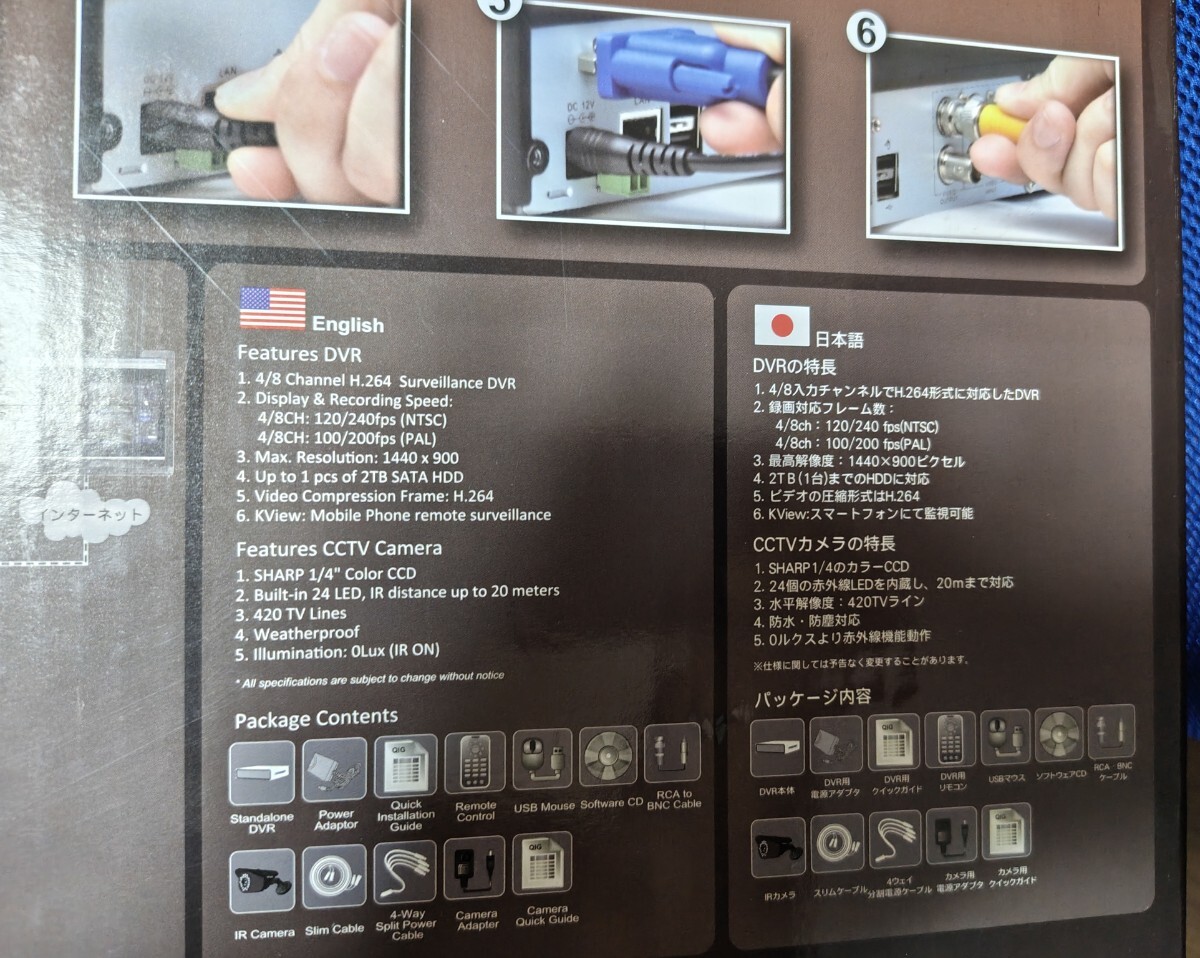 DC 12V
LAN
5
DC 12V
LAN
6
インターネット
English
Features DVR
1. 4/8 Channel H.264 Surveillance DVR
2. Display & Recording Speed:
4/8CH: 120/240fps (NTSC)
4/8CH: 100/200fps (PAL)
3. Max. Resolution: 1440 x 900
4. Up to 1 pcs of 2TB SATA HDD
5. Video Compression Frame: H.264
6. KView: Mobile Phone remote surveillance
Features CCTV Camera
1. SHARP 1/4" Color CCD
2. Built-in 24 LED, IR distance up to 20 meters
3. 420 TV Lines
4. Weatherproof
5. Illumination: 0Lux (IR ON)
* All specifications are subject to change without notice
Package Contents
QIG
Standalone DVR
Power Adaptor
Quick Installation Guide
Remote Control
USB Mouse
Software CD
RCA to BNC Cable
QIG
IR Camera
Slim Cable
4-Way Split Power Cable
Camera Adapter
Camera Quick Guide
日本語
DVRの特長
1. 4/8入力チャンネルでH.264形式に対応したDVR
2. 録画対応フレーム数：
4/8ch：120/240 fps(NTSC)
4/8ch：100/200 fps(PAL)
3. 最高解像度：1440×900ピクセル
4. 2TB(1台)までのHDDに対応
5. ビデオの圧縮形式はH.264
6. KView:スマートフォンにて監視可能
CCTVカメラの特長
1. SHARP1/4のカラーCCD
2. 24個の赤外線LEDを内蔵し、20mまで対応
3. 水平解像度：420TVライン
4. 防水・防塵対応
5. 0ルクスより赤外線機能動作
※仕様に関しては予告なく変更することがあります。
パッケージ内容
QIG
DVR本体
DVR用電源アダプタ
DVR用クイックガイド
DVR用リモコン
USBマウス
ソフトウェアCD
RCA‐BNCケーブル
QIG
IRカメラ
スリムケーブル
4ウェイ分割電源ケーブル
カメラ用電源アダプタ
カメラ用クイックガイド